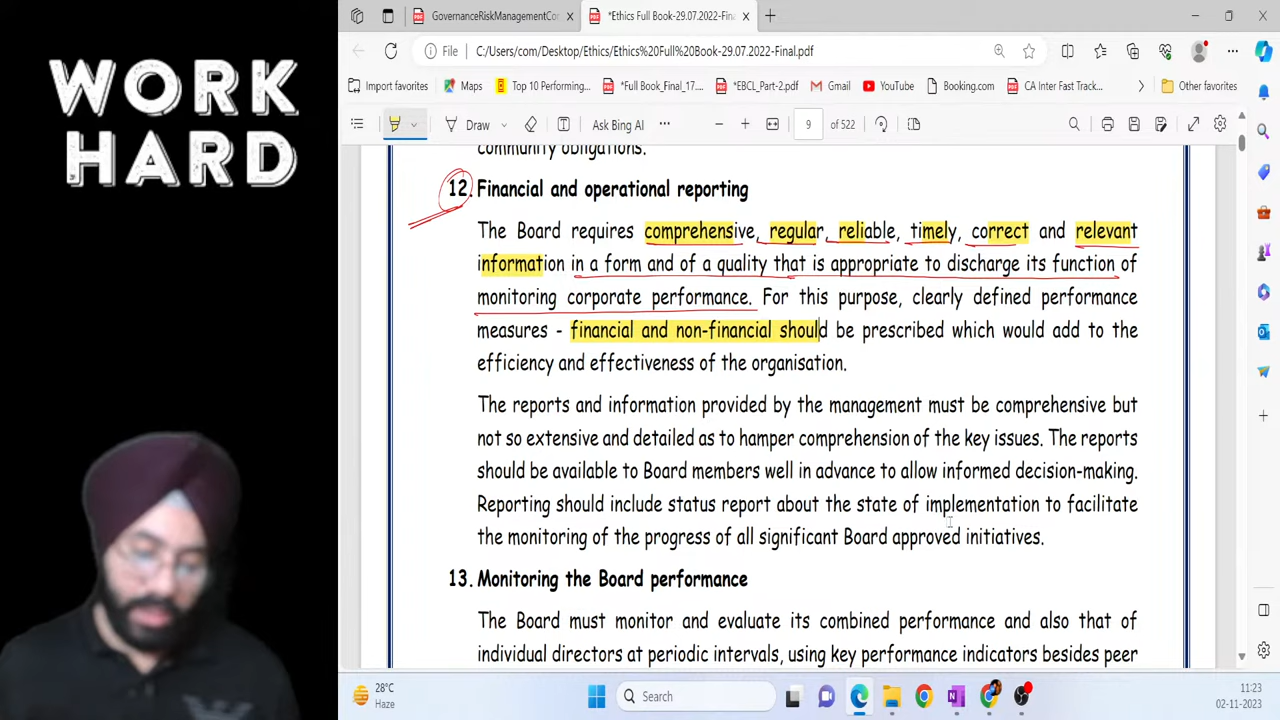 WORK
HARD
GovernanceRiskManagementCo
*Ethics Full Book-29.07.2022-Fina
File
C:/Users/com/Desktop/Ethics/Ethics%20Full%20Book-29.07.2022-Final.pdf
Import favorites
Maps
Top 10 Performing...
*Full Book_Final_17...
*EBCL_Part-2.pdf
Gmail
YouTube
Booking.com
CA Inter Fast Track...
Other favorites
Draw
Ask Bing AI
9
of 522
community obligations.
12. Financial and operational reporting
The Board requires comprehensive, regular, reliable, timely, correct and relevant
information in a form and of a quality that is appropriate to discharge its function of
monitoring corporate performance. For this purpose, clearly defined performance
measures - financial and non-financial should be prescribed which would add to the
efficiency and effectiveness of the organisation.
The reports and information provided by the management must be comprehensive but
not so extensive and detailed as to hamper comprehension of the key issues. The reports
should be available to Board members well in advance to allow informed decision-making.
Reporting should include status report about the state of implementation to facilitate
the monitoring of the progress of all significant Board approved initiatives.
13. Monitoring the Board performance
The Board must monitor and evaluate its combined performance and also that of
individual directors at periodic intervals, using key performance indicators besides peer
28°C
Haze
Search
11:23
02-11-2023